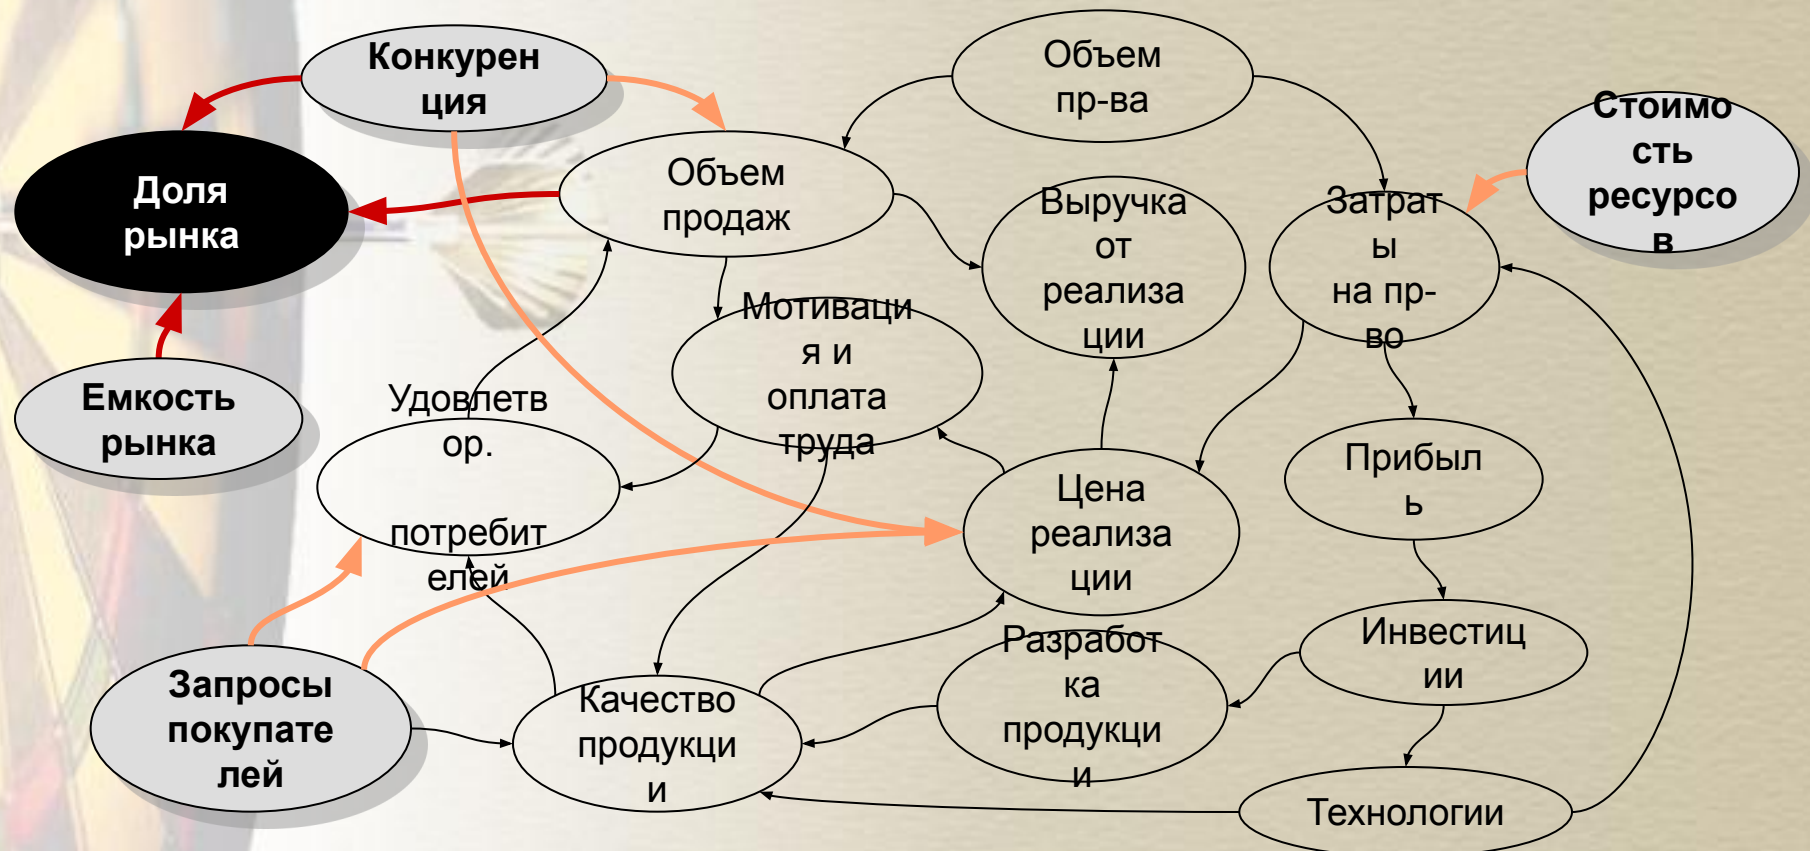 Конкурен
ция
Объем
пр-ва
Стоимо
сть
ресурсо
в
Доля
рынка
Объем
продаж
Выручка
от
реализа
ции
Затрат
ы
на пр-
во
Мотиваци
я и
оплата
труда
Емкость
рынка
Удовлетв
ор.
потребит
елей
Прибыл
ь
Цена
реализа
ции
Запросы
покупате
лей
Качество
продукци
и
Разработ
ка
продукци
и
Инвестиц
ии
Технологии